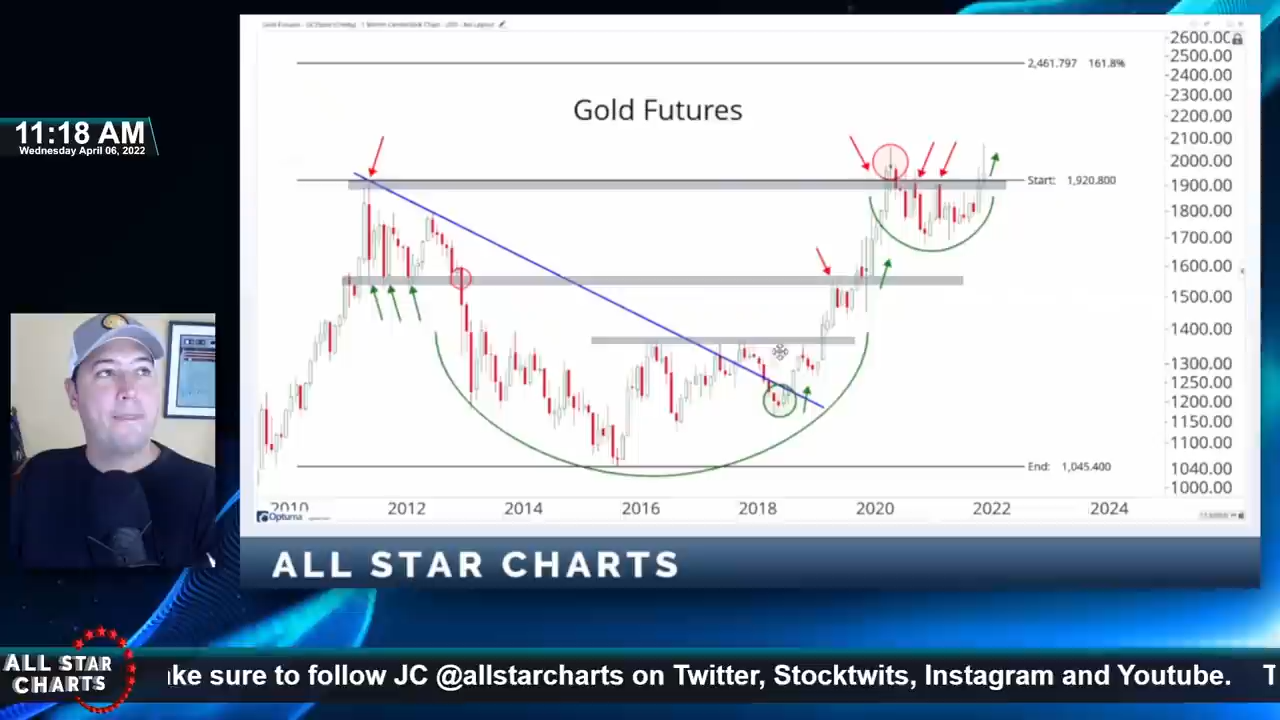 Gold Futures
2600.00
2,461.797 161.8%
2500.00
2400.00
2300.00
2200.00
2100.00
2000.00
Start: 1,920.800
1900.00
1800.00
1700.00
1600.00
1500.00
1400.00
1300.00
1250.00
1200.00
1150.00
1100.00
End: 1,045.400
1040.00
1000.00
2010 2012 2014 2016 2018 2020 2022 2024
Optuma
11:18 AM
Wednesday April 06, 2022
ALL STAR CHARTS
ALL STAR
CHARTS
ke sure to follow JC @allstarcharts on Twitter, Stocktwits, Instagram and Youtube. T